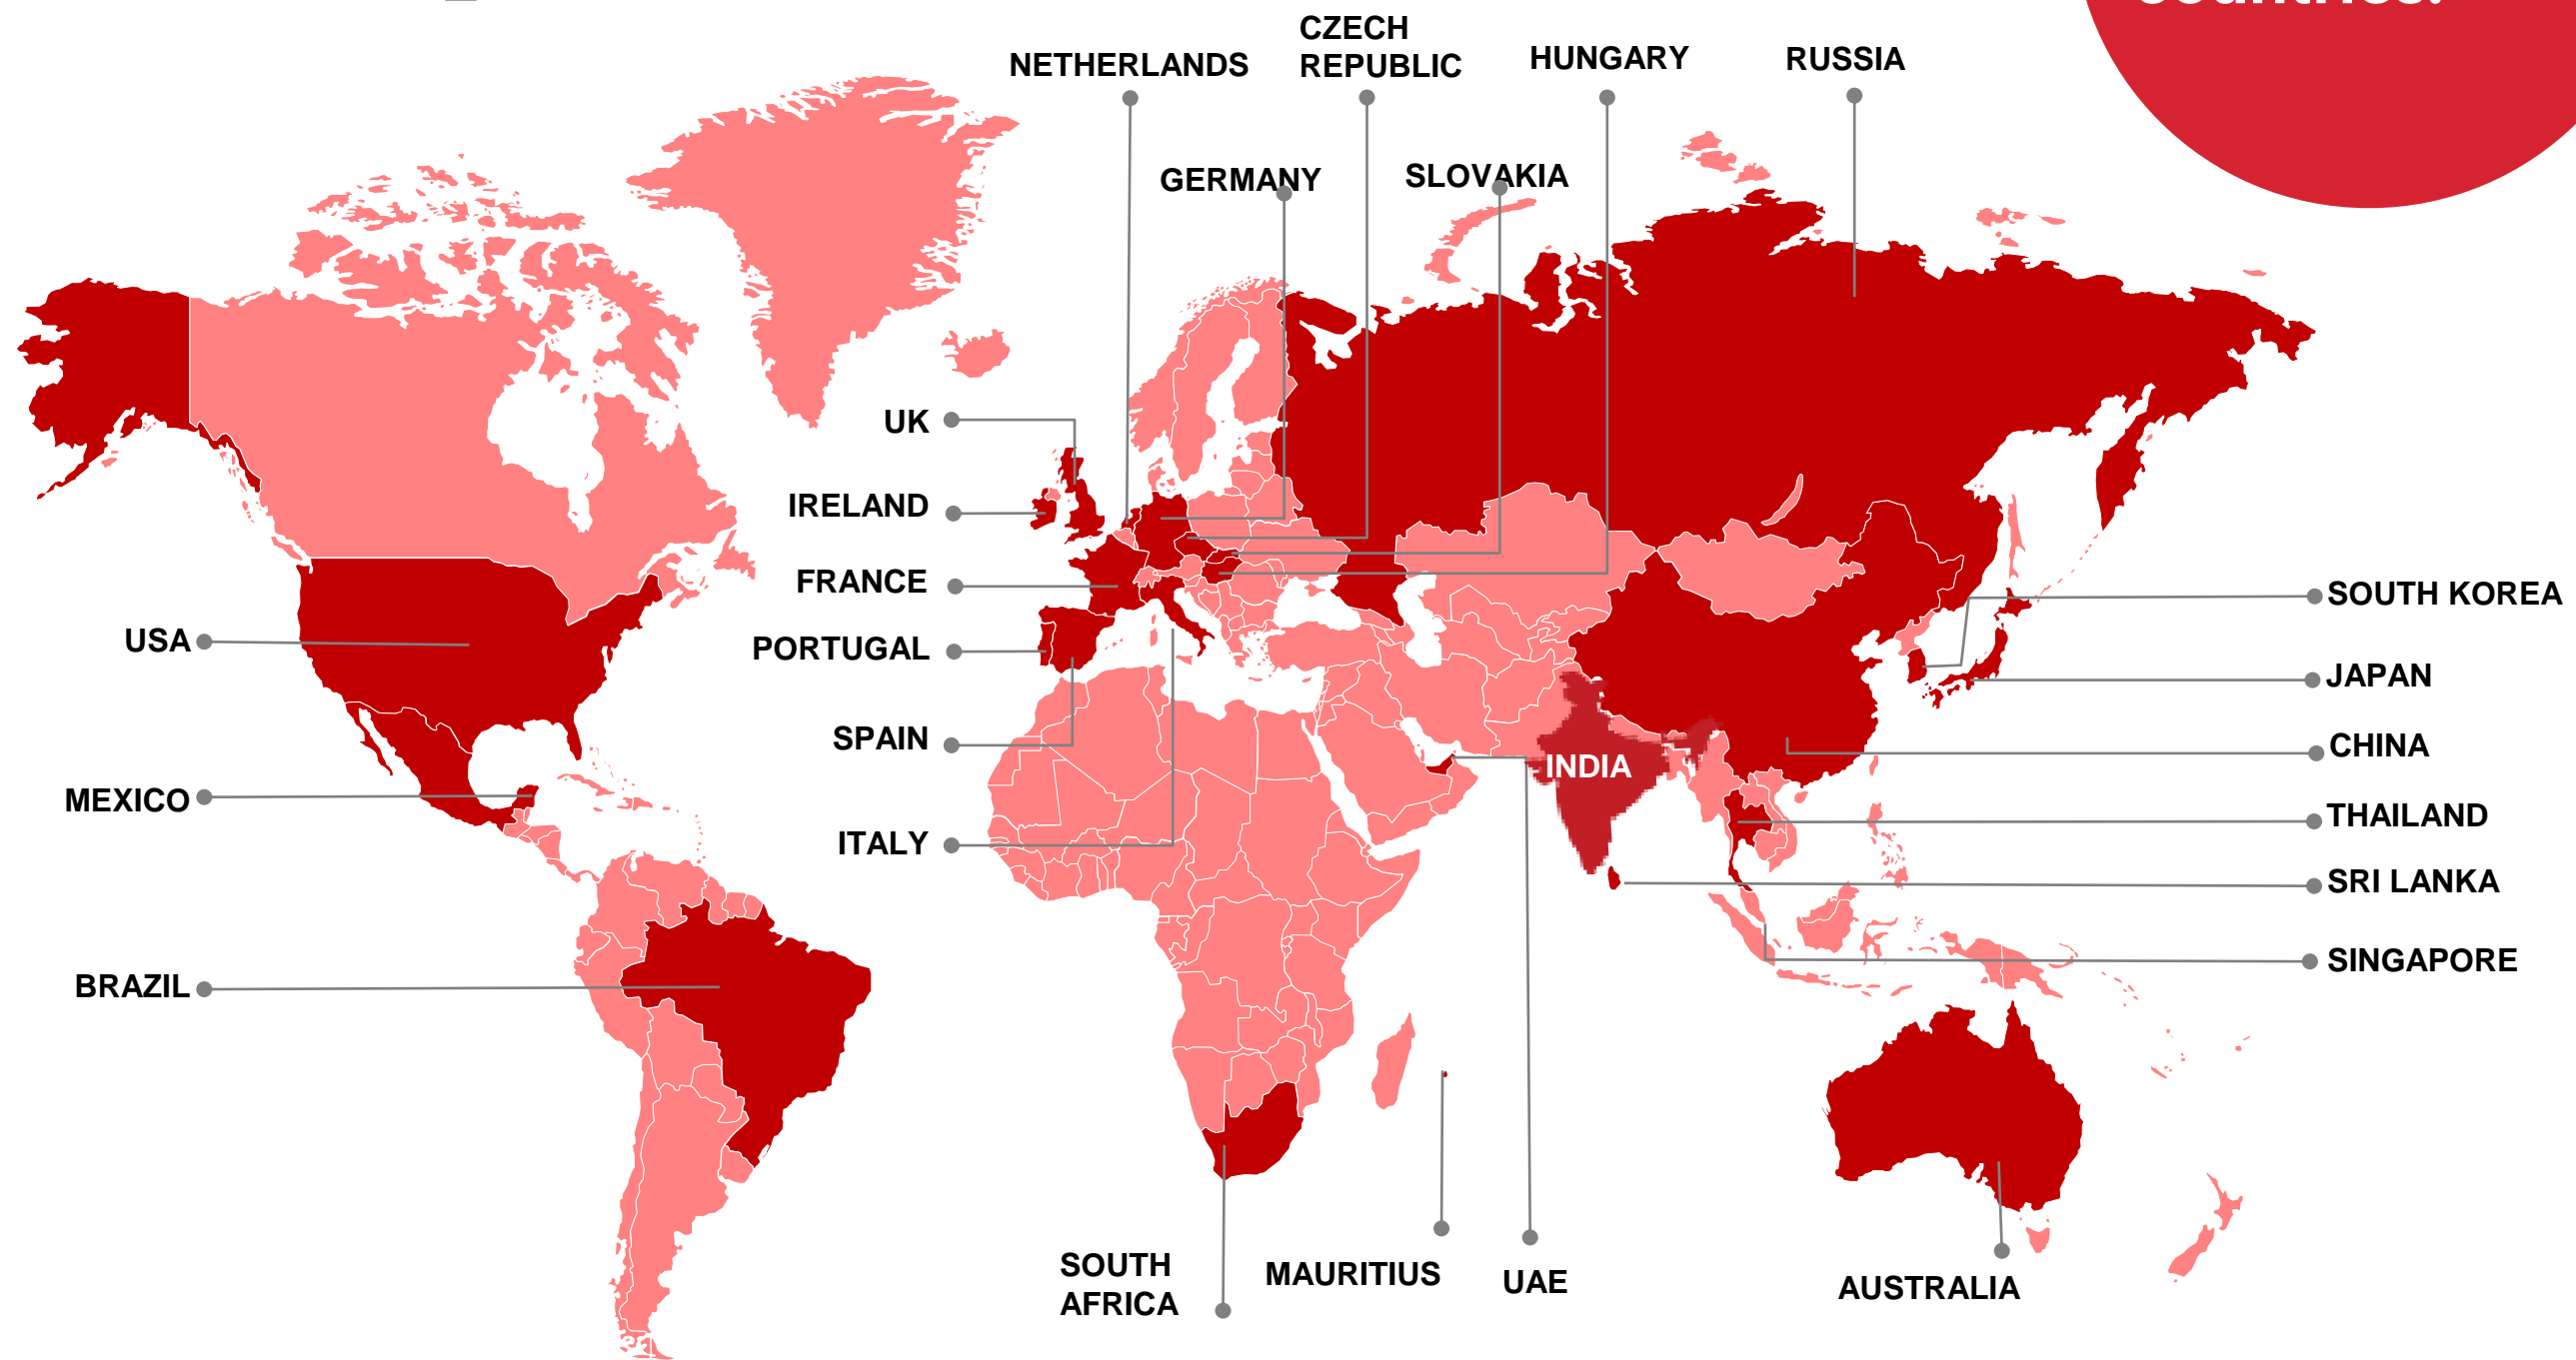 CZECH
REPUBLIC
NETHERLANDS
HUNGARY
RUSSIA
GERMANY
SLOVAKIA
UK
IRELAND
FRANCE
SOUTH KOREA
USA
PORTUGAL
JAPAN
SPAIN
CHINA
INDIA
MEXICO
THAILAND
ITALY
SRI LANKA
SINGAPORE
BRAZIL
SOUTH
AFRICA
MAURITIUS
UAE
AUSTRALIA